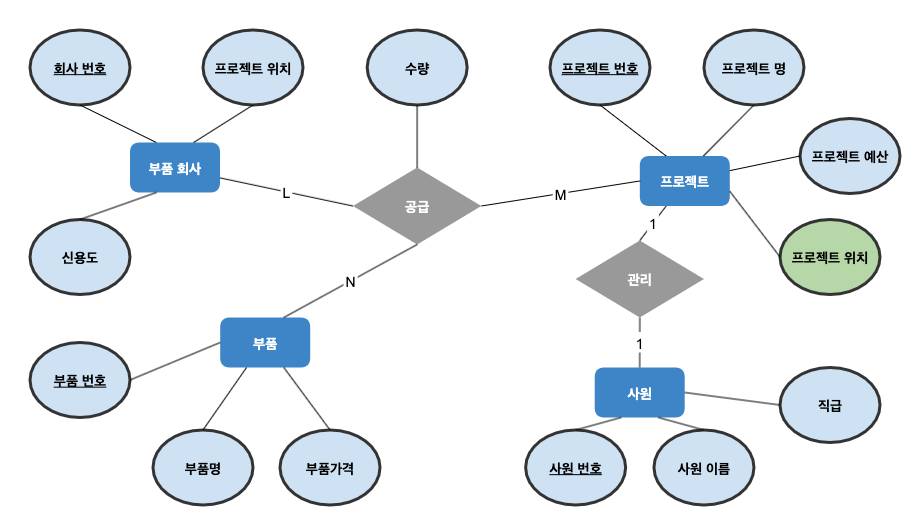 회사 번호
프로젝트 위치
수량
프로젝트 번호
프로젝트 명
프로젝트 예산
부품 회사
프로젝트
L
M
공급
1
신용도
프로젝트 위치
관리
N
부품
1
부품 번호
사원
직급
부품명
부품가격
사원 번호
사원 이름